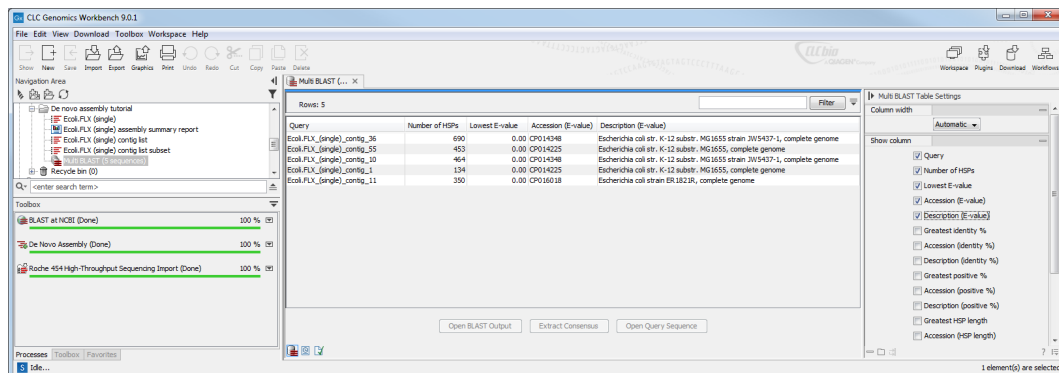 CLC Genomics Workbench 9.0.1
File Edit View Download Toolbox Workspace Help
Show New Save Import Export Graphics Print Undo Redo Cut Copy Paste Delete
CLC bio
Workspace Plugins Download Workflows
Navigation Area
De novo assembly tutorial
Ecoli.FLX (single)
Ecoli.FLX (single) assembly summary report
Ecoli.FLX (single) contig list
Ecoli.FLX (single) contig list subset
Multi BLAST (5 sequences)
Recycle bin (0)
<enter search term>
Toolbox
BLAST at NCBI (Done) 100 %
De Novo Assembly (Done) 100 %
Roche 454 High-Throughput Sequencing Import (Done) 100 %
Processes Toolbox Favorites
Multi BLAST (...
Rows: 5 Filter
Query Number of HSPs Lowest E-value Accession (E-value) Description (E-value)
Ecoli.FLX_(single)_contig_36 690 0.00 CP014348 Escherichia coli str. K-12 substr. MG1655 strain JW5437-1, complete genome
Ecoli.FLX_(single)_contig_55 453 0.00 CP014225 Escherichia coli str. K-12 substr. MG1655, complete genome
Ecoli.FLX_(single)_contig_10 464 0.00 CP014348 Escherichia coli str. K-12 substr. MG1655 strain JW5437-1, complete genome
Ecoli.FLX_(single)_contig_1 134 0.00 CP014225 Escherichia coli str. K-12 substr. MG1655, complete genome
Ecoli.FLX_(single)_contig_11 350 0.00 CP016018 Escherichia coli strain ER1821R, complete genome
Open BLAST Output Extract Consensus Open Query Sequence
Multi BLAST Table Settings
Column width
Automatic
Show column
Query
Number of HSPs
Lowest E-value
Accession (E-value)
Description (E-value)
Greatest identity %
Accession (identity %)
Description (identity %)
Greatest positive %
Accession (positive %)
Description (positive %)
Greatest HSP length
Accession (HSP length)
Idle...
1 element(s) are selected